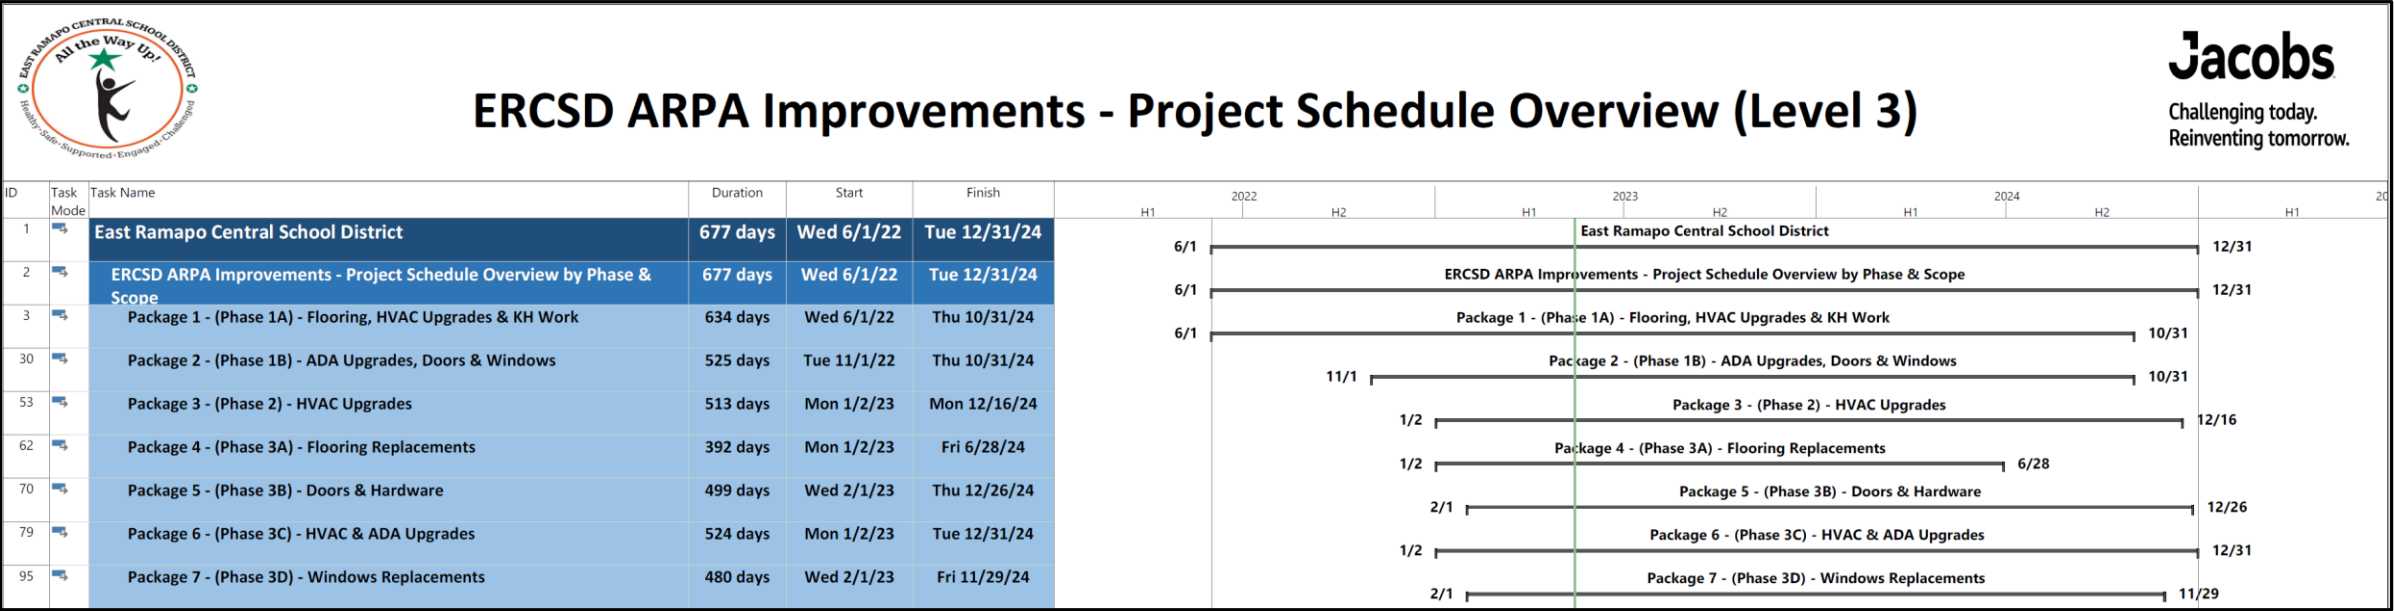 EAST RAMAPO CENTRAL SCHOOL DISTRICT
All the Way Up!
Healthy·Safe·Supported·Engaged·Challenged
ERCSD ARPA Improvements - Project Schedule Overview (Level 3)
Jacobs
Challenging today.
Reinventing tomorrow.
ID Task Mode Task Name Duration Start Finish
2022 2023 2024 20
H1 H2 H1 H2 H1 H2 H1
1 East Ramapo Central School District 677 days Wed 6/1/22 Tue 12/31/24
East Ramapo Central School District
6/1 12/31
2 ERCSD ARPA Improvements - Project Schedule Overview by Phase & Scope 677 days Wed 6/1/22 Tue 12/31/24
ERCSD ARPA Improvements - Project Schedule Overview by Phase & Scope
6/1 12/31
3 Package 1 - (Phase 1A) - Flooring, HVAC Upgrades & KH Work 634 days Wed 6/1/22 Thu 10/31/24
Package 1 - (Phase 1A) - Flooring, HVAC Upgrades & KH Work
6/1 10/31
30 Package 2 - (Phase 1B) - ADA Upgrades, Doors & Windows 525 days Tue 11/1/22 Thu 10/31/24
Package 2 - (Phase 1B) - ADA Upgrades, Doors & Windows
11/1 10/31
53 Package 3 - (Phase 2) - HVAC Upgrades 513 days Mon 1/2/23 Mon 12/16/24
Package 3 - (Phase 2) - HVAC Upgrades
1/2 12/16
62 Package 4 - (Phase 3A) - Flooring Replacements 392 days Mon 1/2/23 Fri 6/28/24
Package 4 - (Phase 3A) - Flooring Replacements
1/2 6/28
70 Package 5 - (Phase 3B) - Doors & Hardware 499 days Wed 2/1/23 Thu 12/26/24
Package 5 - (Phase 3B) - Doors & Hardware
2/1 12/26
79 Package 6 - (Phase 3C) - HVAC & ADA Upgrades 524 days Mon 1/2/23 Tue 12/31/24
Package 6 - (Phase 3C) - HVAC & ADA Upgrades
1/2 12/31
95 Package 7 - (Phase 3D) - Windows Replacements 480 days Wed 2/1/23 Fri 11/29/24
Package 7 - (Phase 3D) - Windows Replacements
2/1 11/29